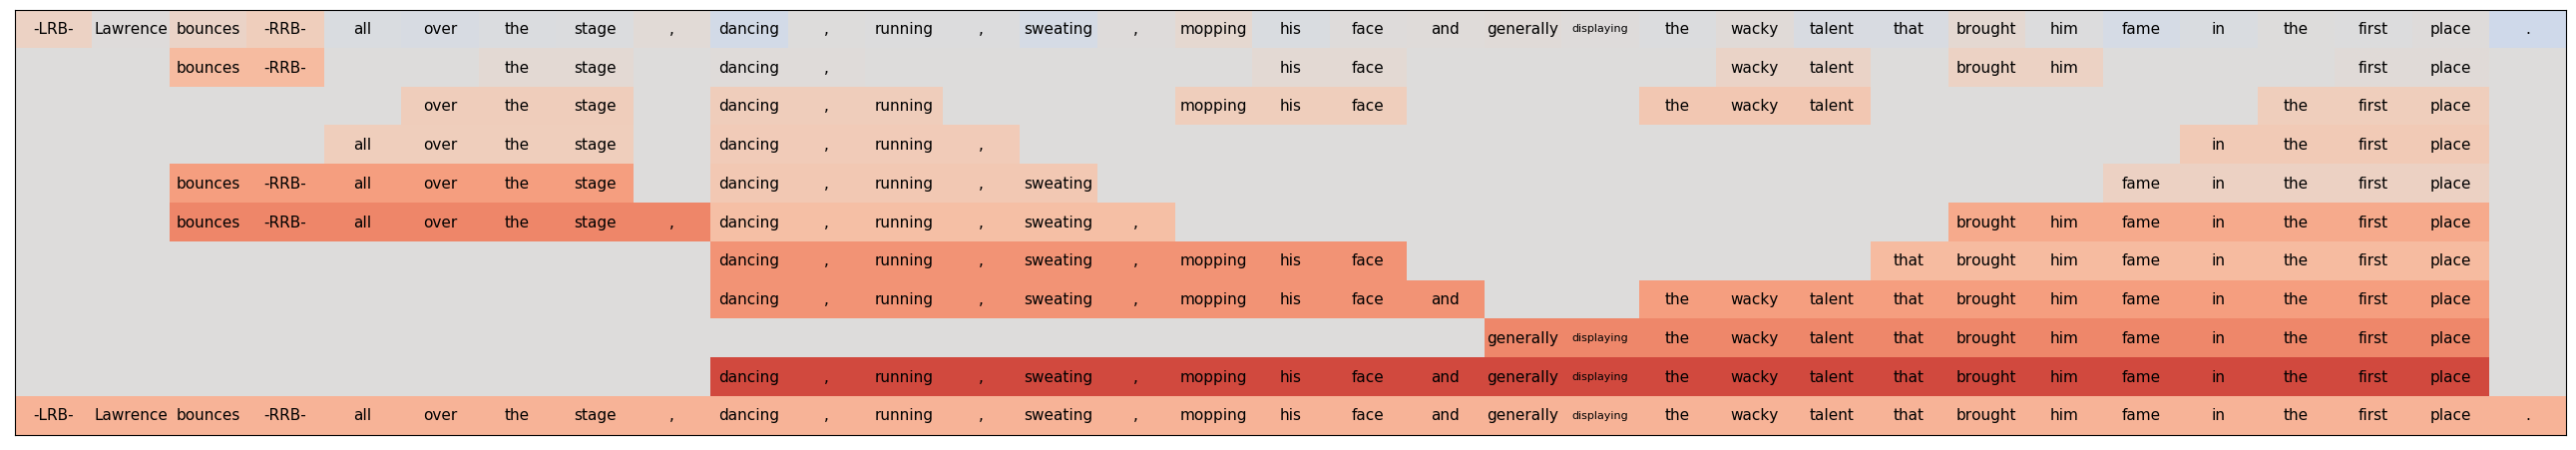 -LRB- Lawrence bounces -RRB- all over the stage , dancing , running , sweating , mopping his face and generally displaying the wacky talent that brought him fame in the first place .
bounces -RRB- the stage dancing , his face wacky talent brought him first place
over the stage dancing , running mopping his face the wacky talent the first place
all over the stage dancing , running , in the first place
bounces -RRB- all over the stage dancing , running , sweating fame in the first place
bounces -RRB- all over the stage , dancing , running , sweating , brought him fame in the first place
dancing , running , sweating , mopping his face that brought him fame in the first place
dancing , running , sweating , mopping his face and the wacky talent that brought him fame in the first place
generally displaying the wacky talent that brought him fame in the first place
dancing , running , sweating , mopping his face and generally displaying the wacky talent that brought him fame in the first place
-LRB- Lawrence bounces -RRB- all over the stage , dancing , running , sweating , mopping his face and generally displaying the wacky talent that brought him fame in the first place .